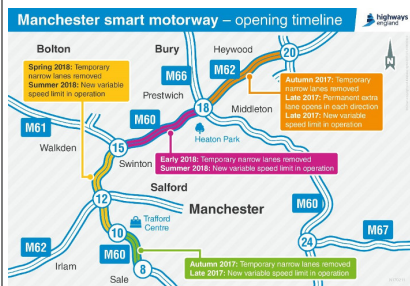 Manchester smart motorway – opening timeline
highways
england
Bolton
Bury
Heywood
20
N
Spring 2018: Temporary
narrow lanes removed
Summer 2018: New variable
speed limit in operation
M66
M62
Autumn 2017: Temporary
narrow lanes removed
Late 2017: Permanent extra
lane opens in each direction
Late 2017: New variable
speed limit in operation
Prestwich
18
Middleton
M61
M60
Heaton Park
Walkden
15
Swinton
Early 2018: Temporary narrow lanes removed
Summer 2018: New variable speed limit in operation
Salford
12
Manchester
M60
Trafford
Centre
M67
M62
10
24
Irlam
M60
Autumn 2017: Temporary narrow lanes removed
Late 2017: New variable speed limit in operation
Sale
8